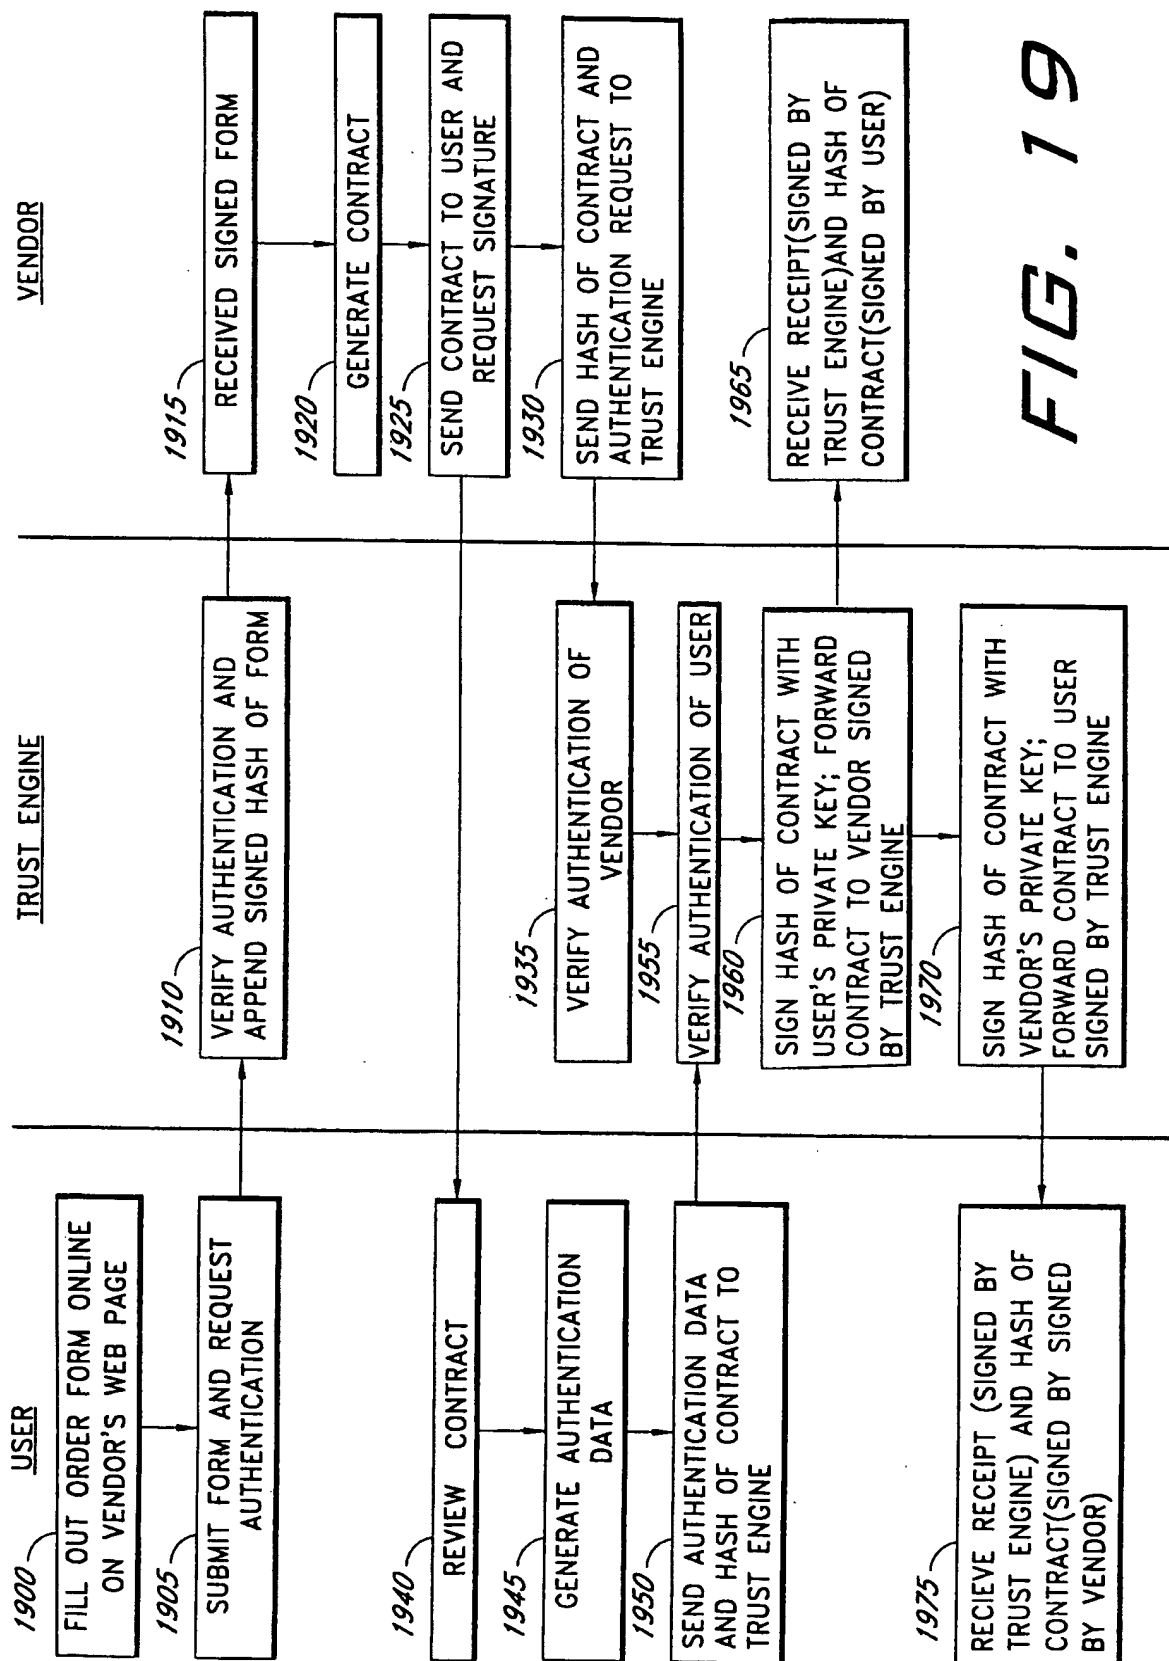 USER
1900
FILL OUT ORDER FORM ONLINE
ON VENDOR'S WEB PAGE
1905
SUBMIT FORM AND REQUEST
AUTHENTICATION
1940
REVIEW CONTRACT
1945
GENERATE AUTHENTICATION
DATA
1950
SEND AUTHENTICATION DATA
AND HASH OF CONTRACT TO
TRUST ENGINE
1975
RECIEVE RECEIPT (SIGNED BY
TRUST ENGINE) AND HASH OF
CONTRACT(SIGNED BY SIGNED
BY VENDOR)
TRUST ENGINE
1910
VERIFY AUTHENTICATION AND
APPEND SIGNED HASH OF FORM
1935
VERIFY AUTHENTICATION OF
VENDOR
1955
VERIFY AUTHENTICATION OF USER
1960
SIGN HASH OF CONTRACT WITH
USER'S PRIVATE KEY; FORWARD
CONTRACT TO VENDOR SIGNED
BY TRUST ENGINE
1970
SIGN HASH OF CONTRACT WITH
VENDOR'S PRIVATE KEY;
FORWARD CONTRACT TO USER
SIGNED BY TRUST ENGINE
VENDOR
1915
RECEIVED SIGNED FORM
1920
GENERATE CONTRACT
1925
SEND CONTRACT TO USER AND
REQUEST SIGNATURE
1930
SEND HASH OF CONTRACT AND
AUTHENTICATION REQUEST TO
TRUST ENGINE
1965
RECEIVE RECEIPT(SIGNED BY
TRUST ENGINE)AND HASH OF
CONTRACT(SIGNED BY USER)
FIG. 19